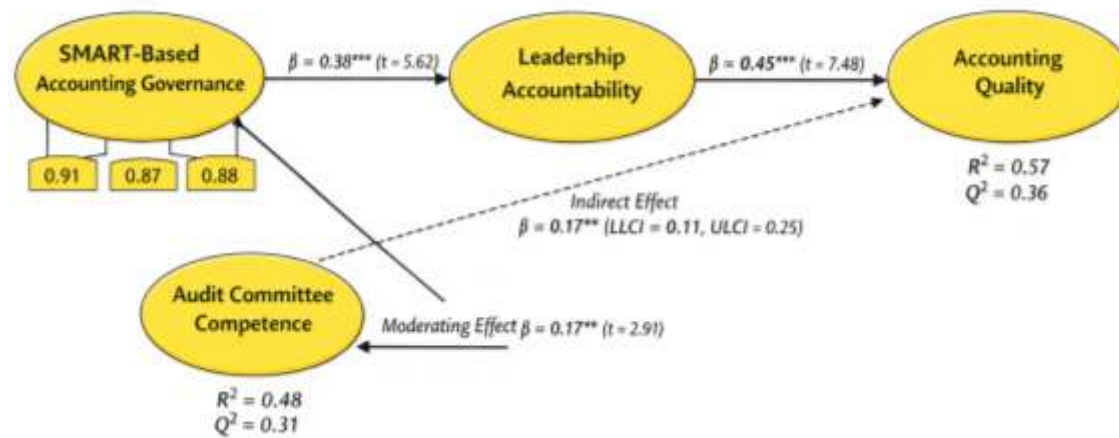 SMART-Based
Accounting Governance
β = 0.38*** (t = 5.62)
Leadership
Accountability
β = 0.45*** (t = 7.48)
Accounting
Quality
0.91
0.87
0.88
R² = 0.57
Q² = 0.36
Indirect Effect
β = 0.17** (LLCI = 0.11, ULCI = 0.25)
Audit Committee
Competence
Moderating Effect β = 0.17** (t = 2.91)
R² = 0.48
Q² = 0.31